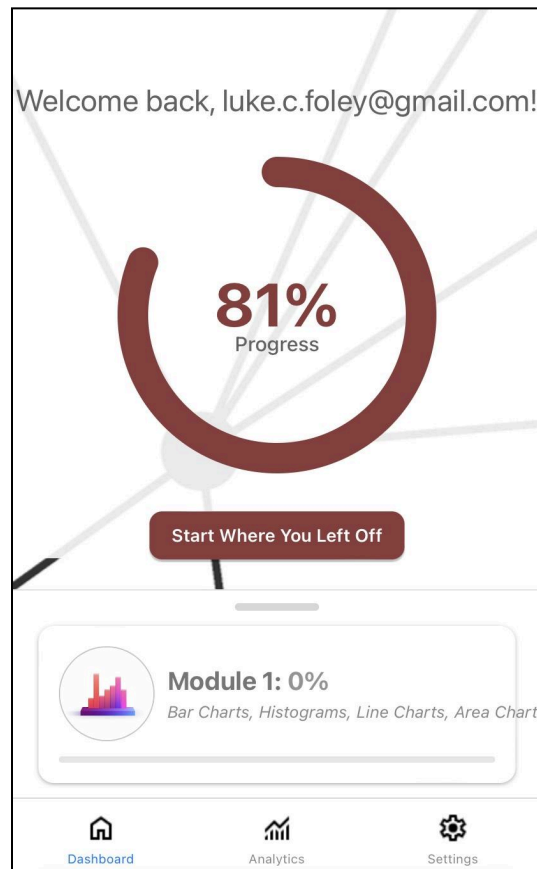 Welcome back, luke.c.foley@gmail.com!
81%
Progress
Start Where You Left Off
Module 1: 0%
Bar Charts, Histograms, Line Charts, Area Chart
Dashboard
Analytics
Settings